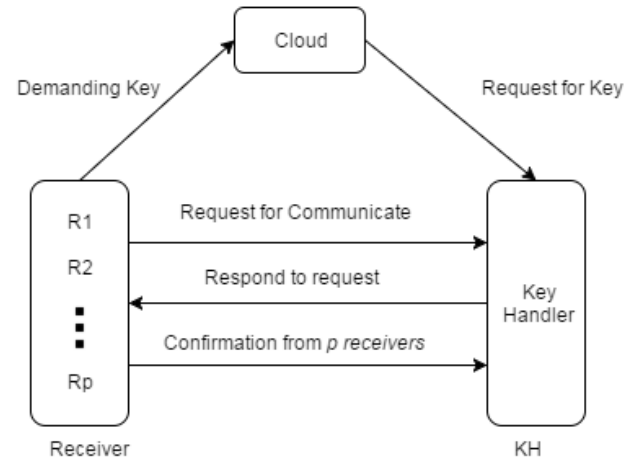 Cloud
Demanding Key
Request for Key
R1
R2
Rp
Request for Communicate
Respond to request
Confirmation from p receivers
Key
Handler
Receiver
KH